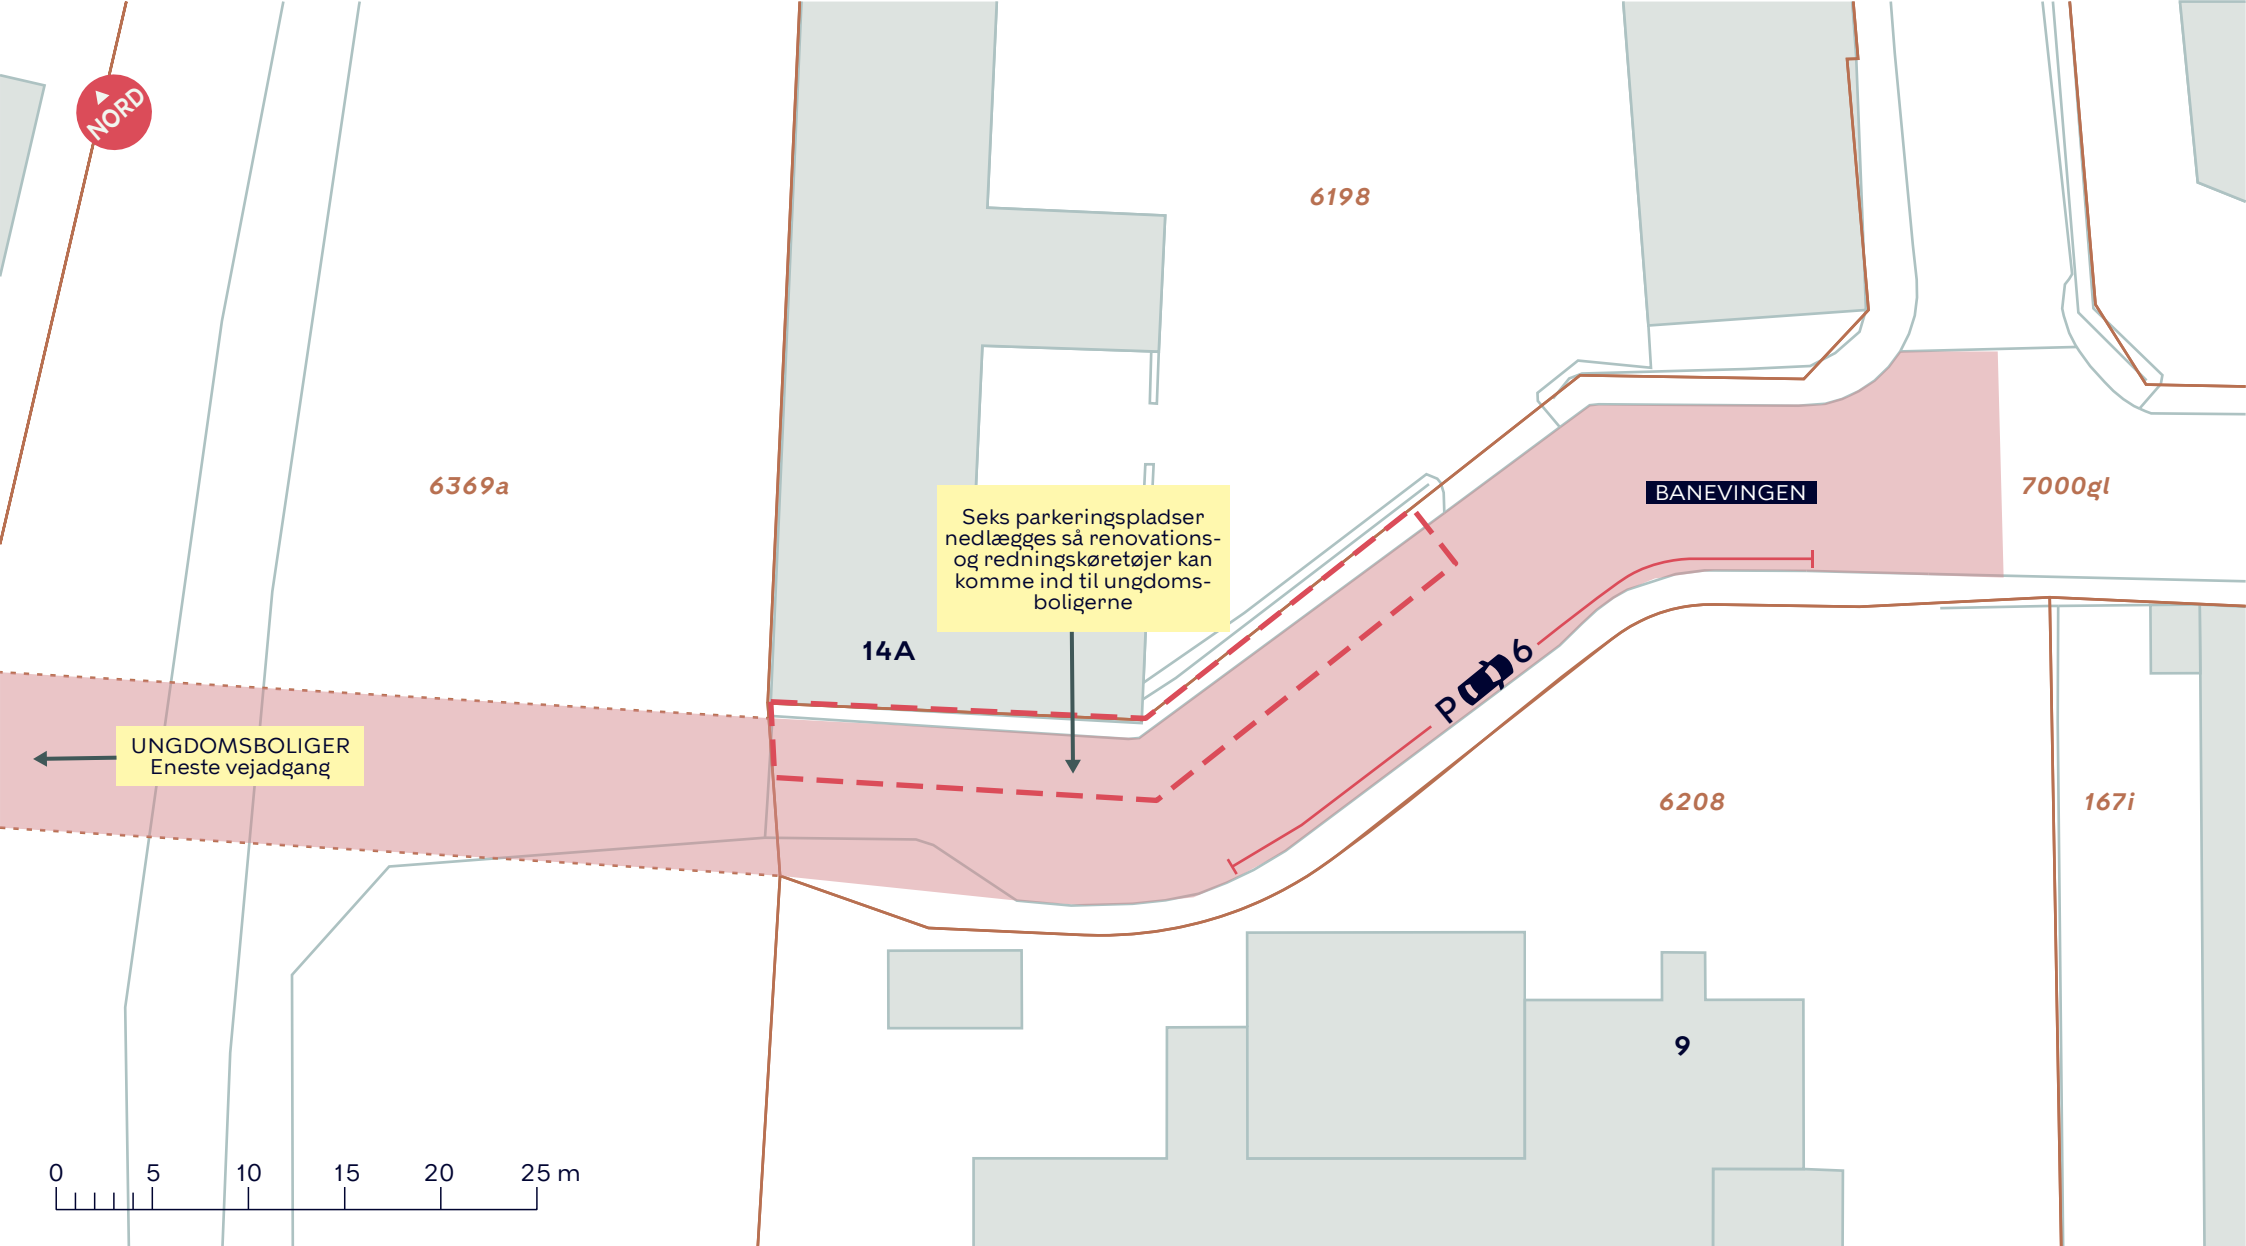 NORD
6198
6369a
BANEVINGEN
7000gl
Seks parkeringspladser
nedlægges så renovations-
og redningskøretøjer kan
komme ind til ungdoms-
boligerne
14A
P 6
UNGDOMSBOLIGER
Eneste vejadgang
6208
167i
9
0 5 10 15 20 25 m